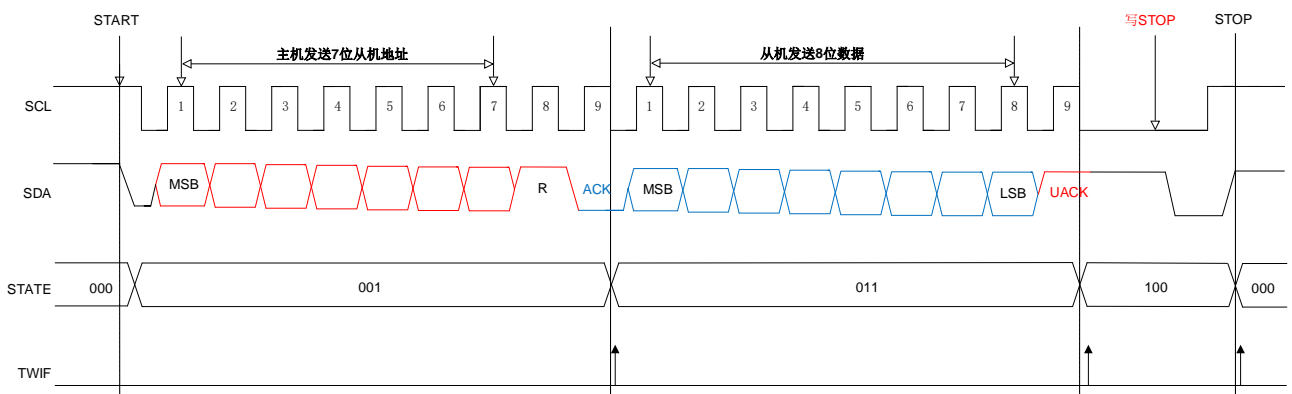 START
写STOP
STOP
主机发送7位从机地址
从机发送8位数据
SCL
1 2 3 4 5 6 7 8 9 1 2 3 4 5 6 7 8 9
SDA
MSB R ACK MSB LSB UACK
STATE
000 001 011 100 000
TWIF